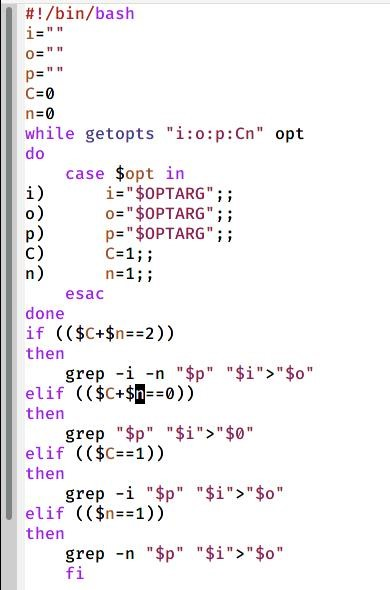 #!/bin/bash
i=""
o=""
p=""
C=0
n=0
while getopts "i:o:p:Cn" opt
do
    case $opt in
i)      i="$OPTARG";;
o)      o="$OPTARG";;
p)      p="$OPTARG";;
C)      C=1;;
n)      n=1;;
    esac
done
if (($C+$n==2))
then
    grep -i -n "$p" "$i">"$o"
elif (($C+$n==0))
then
    grep "$p" "$i">"$0"
elif (($C==1))
then
    grep -i "$p" "$i">"$o"
elif (($n==1))
then
    grep -n "$p" "$i">"$o"
    fi